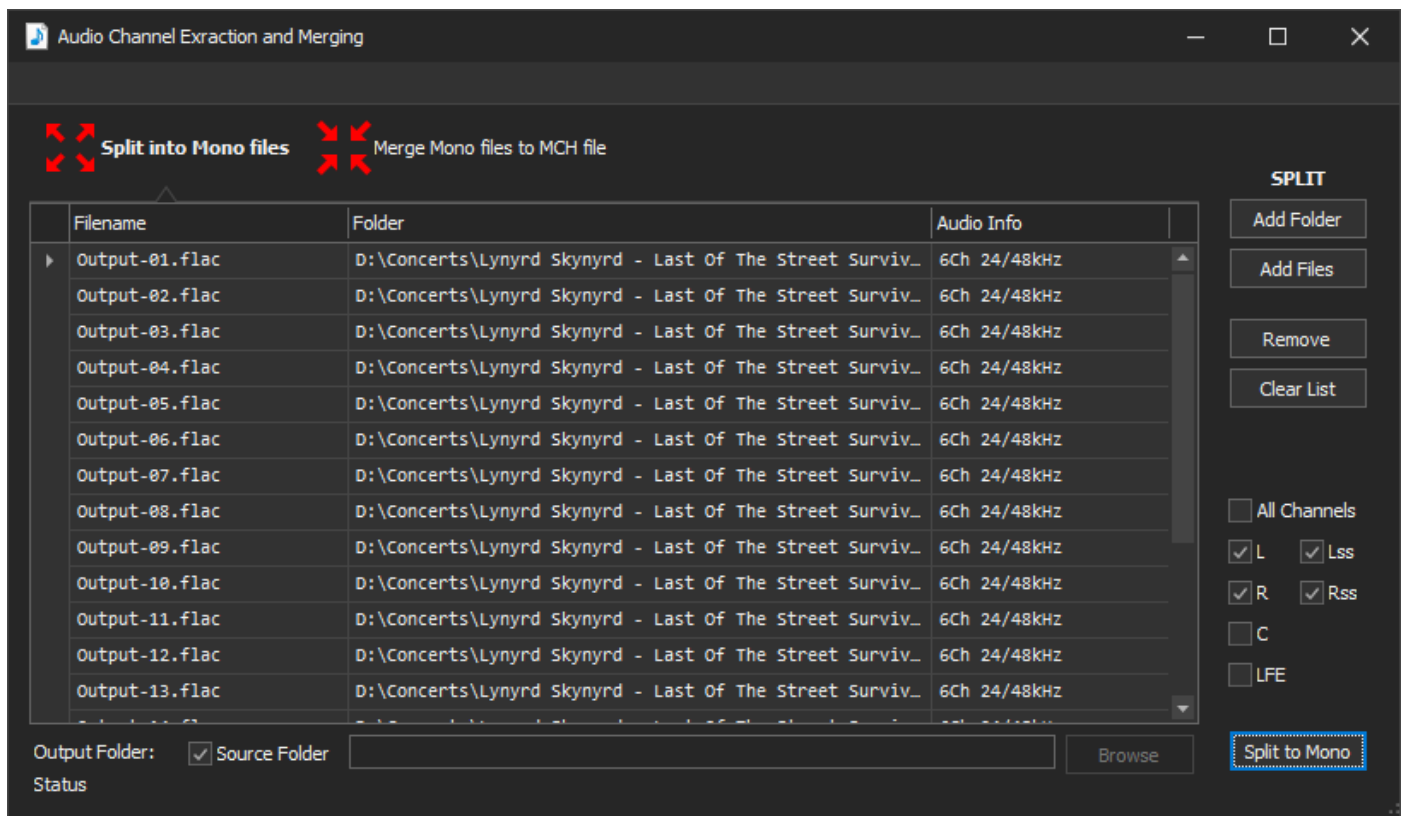 Audio Channel Exraction and Merging
Split into Mono files Merge Mono files to MCH file
SPLIT
Filename Folder Audio Info
Add Folder
Output-01.flac D:\Concerts\Lynyrd Skynyrd - Last Of The Street Surviv… 6Ch 24/48kHz
Add Files
Output-02.flac D:\Concerts\Lynyrd Skynyrd - Last Of The Street Surviv… 6Ch 24/48kHz
Output-03.flac D:\Concerts\Lynyrd Skynyrd - Last Of The Street Surviv… 6Ch 24/48kHz
Remove
Output-04.flac D:\Concerts\Lynyrd Skynyrd - Last Of The Street Surviv… 6Ch 24/48kHz
Clear List
Output-05.flac D:\Concerts\Lynyrd Skynyrd - Last Of The Street Surviv… 6Ch 24/48kHz
Output-06.flac D:\Concerts\Lynyrd Skynyrd - Last Of The Street Surviv… 6Ch 24/48kHz
Output-07.flac D:\Concerts\Lynyrd Skynyrd - Last Of The Street Surviv… 6Ch 24/48kHz
Output-08.flac D:\Concerts\Lynyrd Skynyrd - Last Of The Street Surviv… 6Ch 24/48kHz
All Channels
Output-09.flac D:\Concerts\Lynyrd Skynyrd - Last Of The Street Surviv… 6Ch 24/48kHz
L Lss
Output-10.flac D:\Concerts\Lynyrd Skynyrd - Last Of The Street Surviv… 6Ch 24/48kHz
R Rss
Output-11.flac D:\Concerts\Lynyrd Skynyrd - Last Of The Street Surviv… 6Ch 24/48kHz
C
Output-12.flac D:\Concerts\Lynyrd Skynyrd - Last Of The Street Surviv… 6Ch 24/48kHz
LFE
Output-13.flac D:\Concerts\Lynyrd Skynyrd - Last Of The Street Surviv… 6Ch 24/48kHz
Output Folder: Source Folder Browse Split to Mono
Status